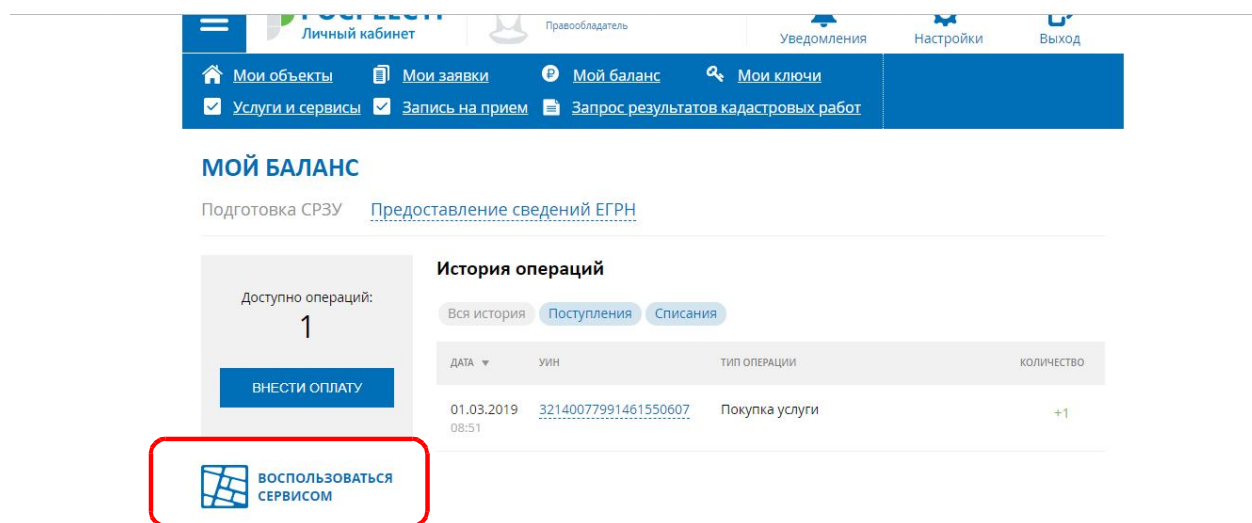 РОСРЕЕСТР
Личный кабинет
Правообладатель
Уведомления
Настройки
Выход
Мои объекты
Мои заявки
Мой баланс
Мои ключи
Услуги и сервисы
Запись на прием
Запрос результатов кадастровых работ
МОЙ БАЛАНС
Подготовка СРЗУ
Предоставление сведений ЕГРН
Доступно операций:
1
ВНЕСТИ ОПЛАТУ
История операций
Вся история
Поступления
Списания
ДАТА
УИН
ТИП ОПЕРАЦИИ
КОЛИЧЕСТВО
01.03.2019
08:51
32140077991461550607
Покупка услуги
+1
ВОСПОЛЬЗОВАТЬСЯ
СЕРВИСОМ